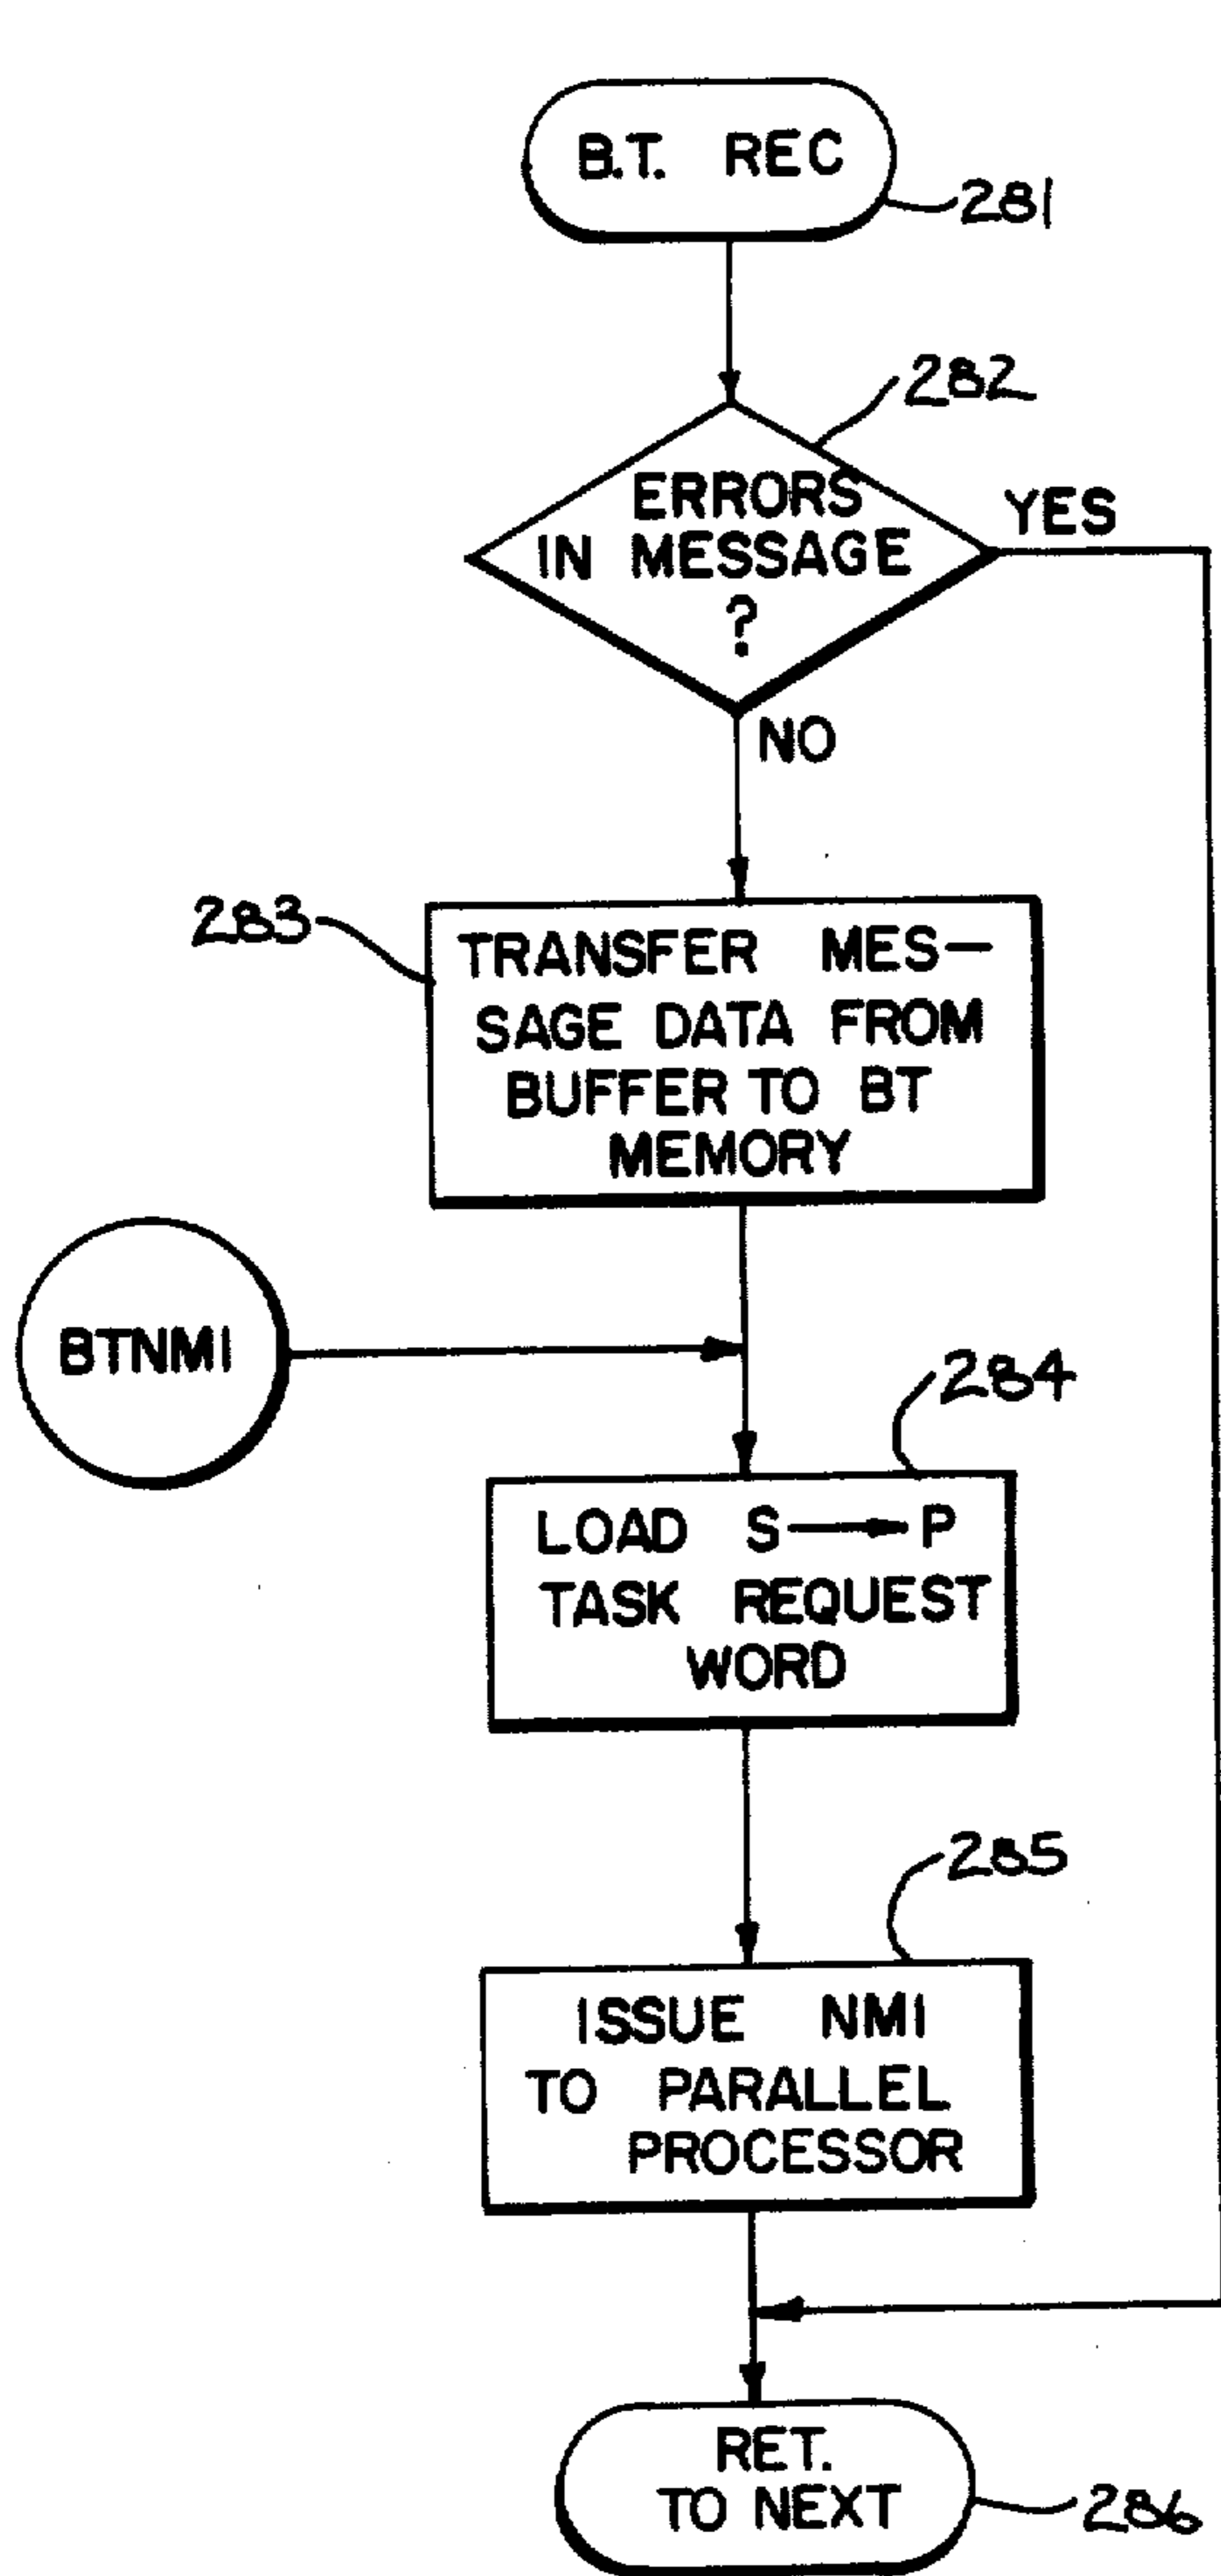 B.T. REC
281
282
ERRORS
IN MESSAGE
?
YES
NO
283
TRANSFER MES-
SAGE DATA FROM
BUFFER TO BT
MEMORY
BTNMI
284
LOAD S → P
TASK REQUEST
WORD
285
ISSUE NMI
TO PARALLEL
PROCESSOR
RET.
TO NEXT
286